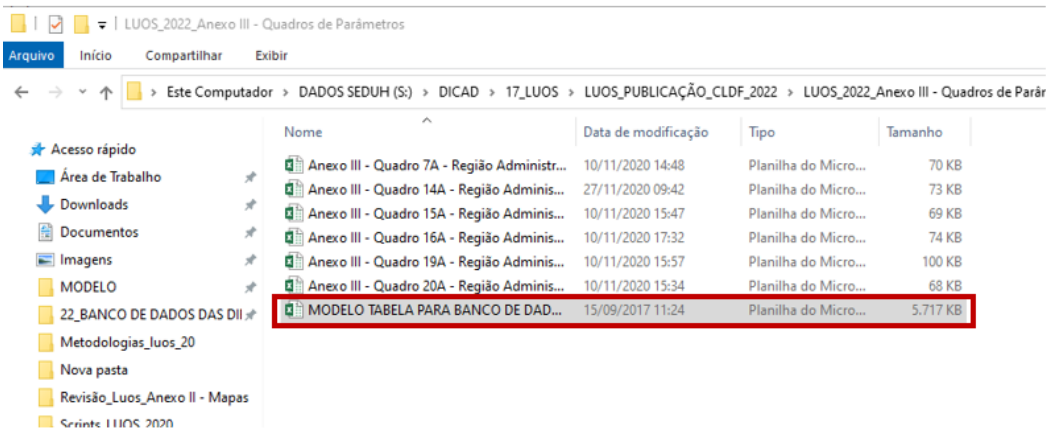 LUOS_2022_Anexo III - Quadros de Parâmetros
Arquivo Início Compartilhar Exibir
Este Computador > DADOS SEDUH (S:) > DICAD > 17_LUOS > LUOS_PUBLICAÇÃO_CLDF_2022 > LUOS_2022_Anexo III - Quadros de Parâr
Nome Data de modificação Tipo Tamanho
Acesso rápido
Área de Trabalho
Downloads
Documentos
Imagens
MODELO
22_BANCO DE DADOS DAS DII
Metodologias_luos_20
Nova pasta
Revisão_Luos_Anexo II - Mapas
Scripts_LUOS_2020
Anexo III - Quadro 7A - Região Administr... 10/11/2020 14:48 Planilha do Micro... 70 KB
Anexo III - Quadro 14A - Região Adminis... 27/11/2020 09:42 Planilha do Micro... 73 KB
Anexo III - Quadro 15A - Região Adminis... 10/11/2020 15:47 Planilha do Micro... 69 KB
Anexo III - Quadro 16A - Região Adminis... 10/11/2020 17:32 Planilha do Micro... 74 KB
Anexo III - Quadro 19A - Região Adminis... 10/11/2020 15:57 Planilha do Micro... 100 KB
Anexo III - Quadro 20A - Região Adminis... 10/11/2020 15:34 Planilha do Micro... 68 KB
MODELO TABELA PARA BANCO DE DAD... 15/09/2017 11:24 Planilha do Micro... 5.717 KB